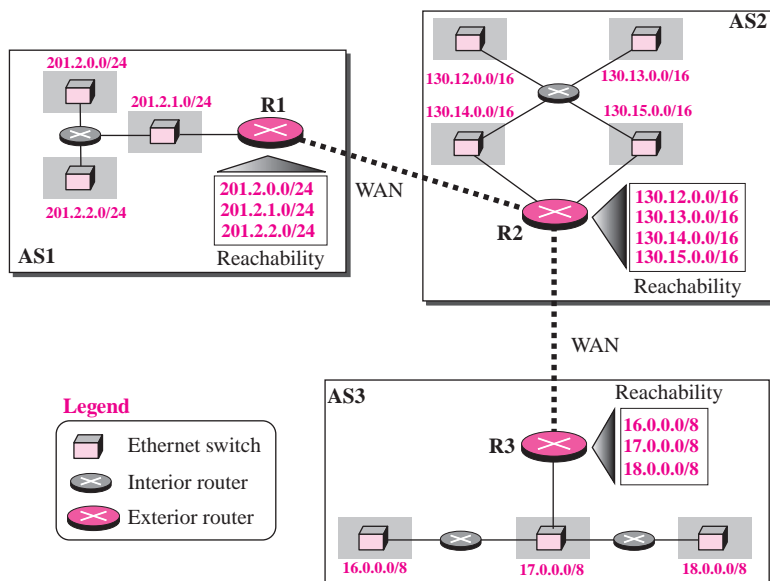 AS1
201.2.0.0/24
201.2.1.0/24
201.2.2.0/24
R1
201.2.0.0/24
201.2.1.0/24
201.2.2.0/24
Reachability
WAN
AS2
130.12.0.0/16
130.13.0.0/16
130.14.0.0/16
130.15.0.0/16
R2
130.12.0.0/16
130.13.0.0/16
130.14.0.0/16
130.15.0.0/16
Reachability
WAN
AS3
Reachability
R3
16.0.0.0/8
17.0.0.0/8
18.0.0.0/8
16.0.0.0/8
17.0.0.0/8
18.0.0.0/8
Legend
Ethernet switch
Interior router
Exterior router